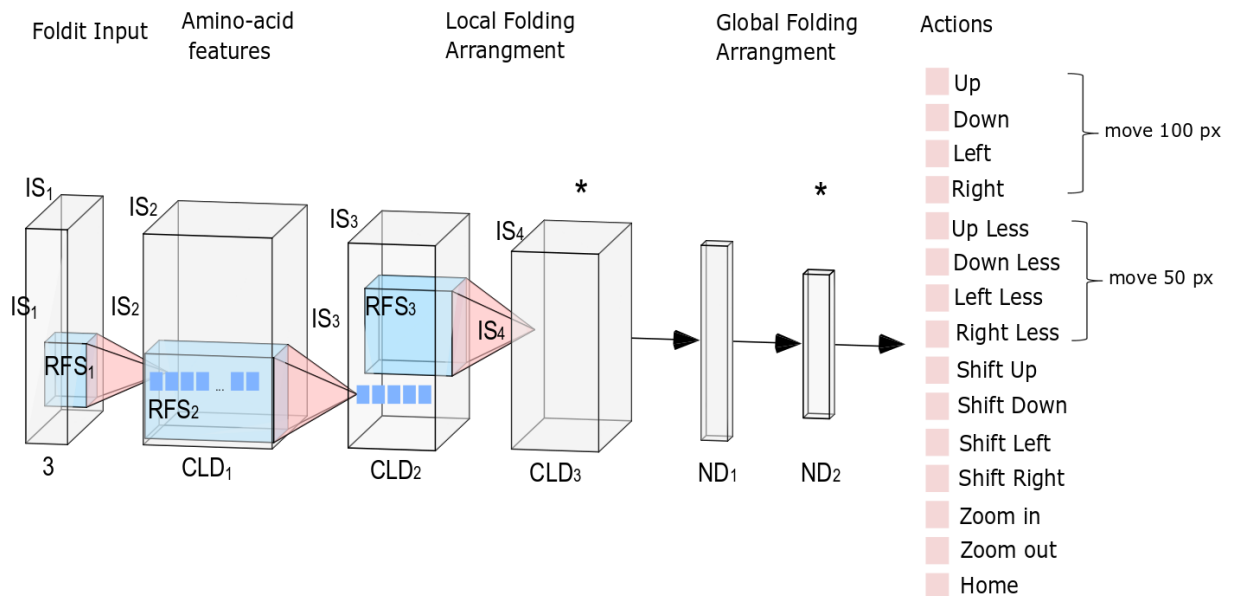 Foldit Input
Amino-acid
features
Local Folding
Arrangment
Global Folding
Arrangment
Actions
Up
Down
Left
Right
move 100 px
Up Less
Down Less
Left Less
Right Less
move 50 px
Shift Up
Shift Down
Shift Left
Shift Right
Zoom in
Zoom out
Home
IS1
IS1
RFS1
3
IS2
IS2
RFS2
...
CLD1
IS3
IS3
RFS3
CLD2
*
IS4
IS4
CLD3
ND1
*
ND2